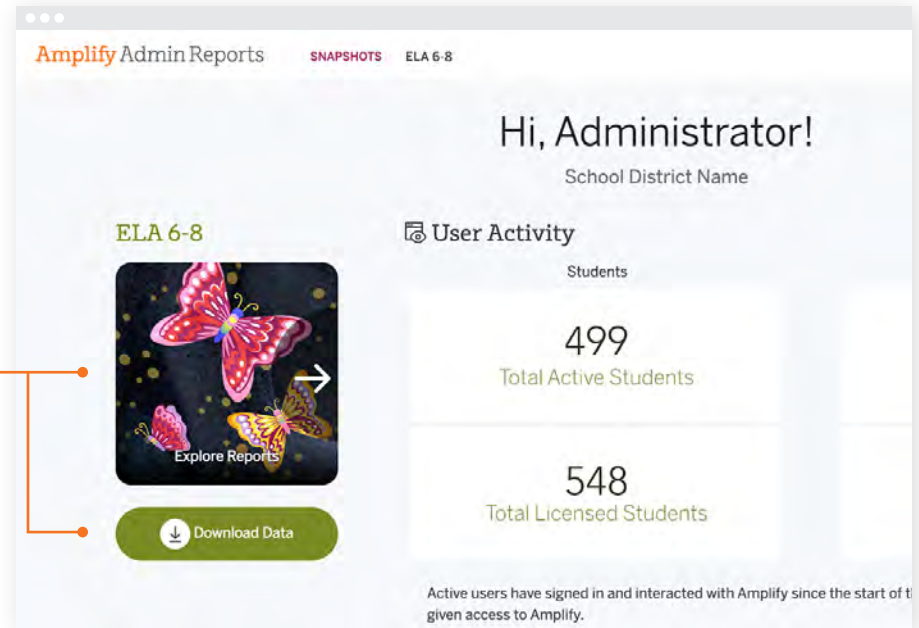 Amplify Admin Reports SNAPSHOTS ELA 6-8
Hi, Administrator!
School District Name
ELA 6-8
User Activity
Students
499
Total Active Students
Explore Reports
548
Total Licensed Students
Download Data
Active users have signed in and interacted with Amplify since the start of
given access to Amplify.